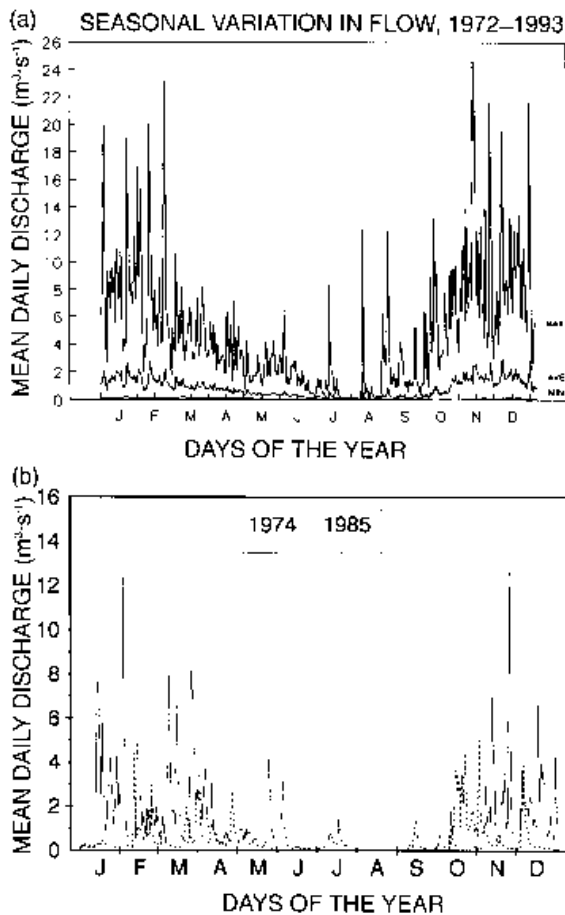 (a) SEASONAL VARIATION IN FLOW, 1972–1993
MEAN DAILY DISCHARGE (m³·s⁻¹)
26
24
22
20
18
16
14
12
10
8
6
4
2
0
MAX
AVE
MIN
J F M A M J J A S O N D
DAYS OF THE YEAR
(b)
MEAN DAILY DISCHARGE (m³·s⁻¹)
16
14
12
10
8
6
4
2
0
1974 1985
J F M A M J J A S O N D
DAYS OF THE YEAR